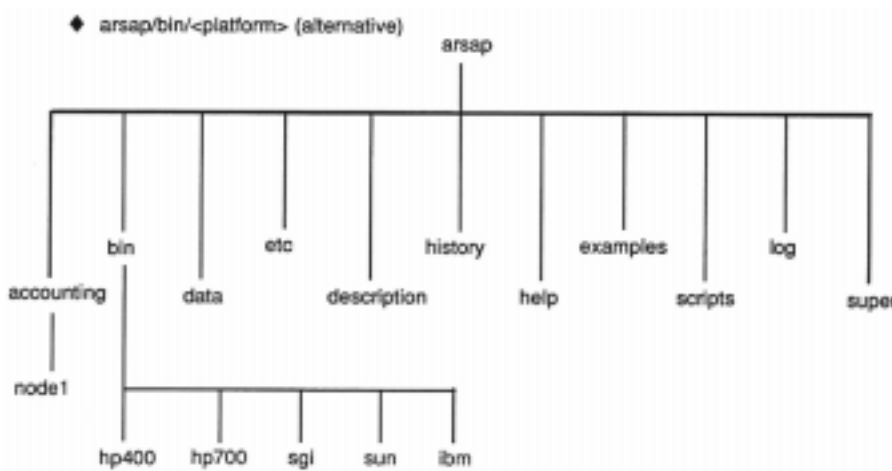 ◆ arsap/bin/<platform> (alternative)
arsap
bin
etc
history
examples
log
accounting
data
description
help
scripts
super
node1
hp400
hp700
sgi
sun
ibm